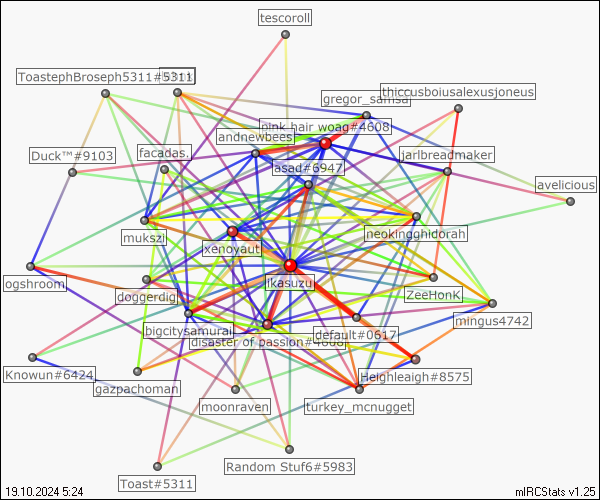 tescoroll
ToastephBroseph5311#5311
thiccusboiusalexusjoneus
gregor_samsa
pink hair woag#4608
andnewbees
Duck™#9103
facadas.
jarlbreadmaker
asad#6947
avelicious
mukszi
xenoyaut
neokingghidorah
ogshroom
doggerdig
ikasuzu
ZeeHonK
mingus4742
bigcitysamurai
default#0617
disaster of passion#4688
Knowun#6424
gazpachoman
Heighleigh#8575
moonraven
turkey_mcnugget
Random Stuf6#5983
Toast#5311
19.10.2024 5:24
mIRCStats v1.25